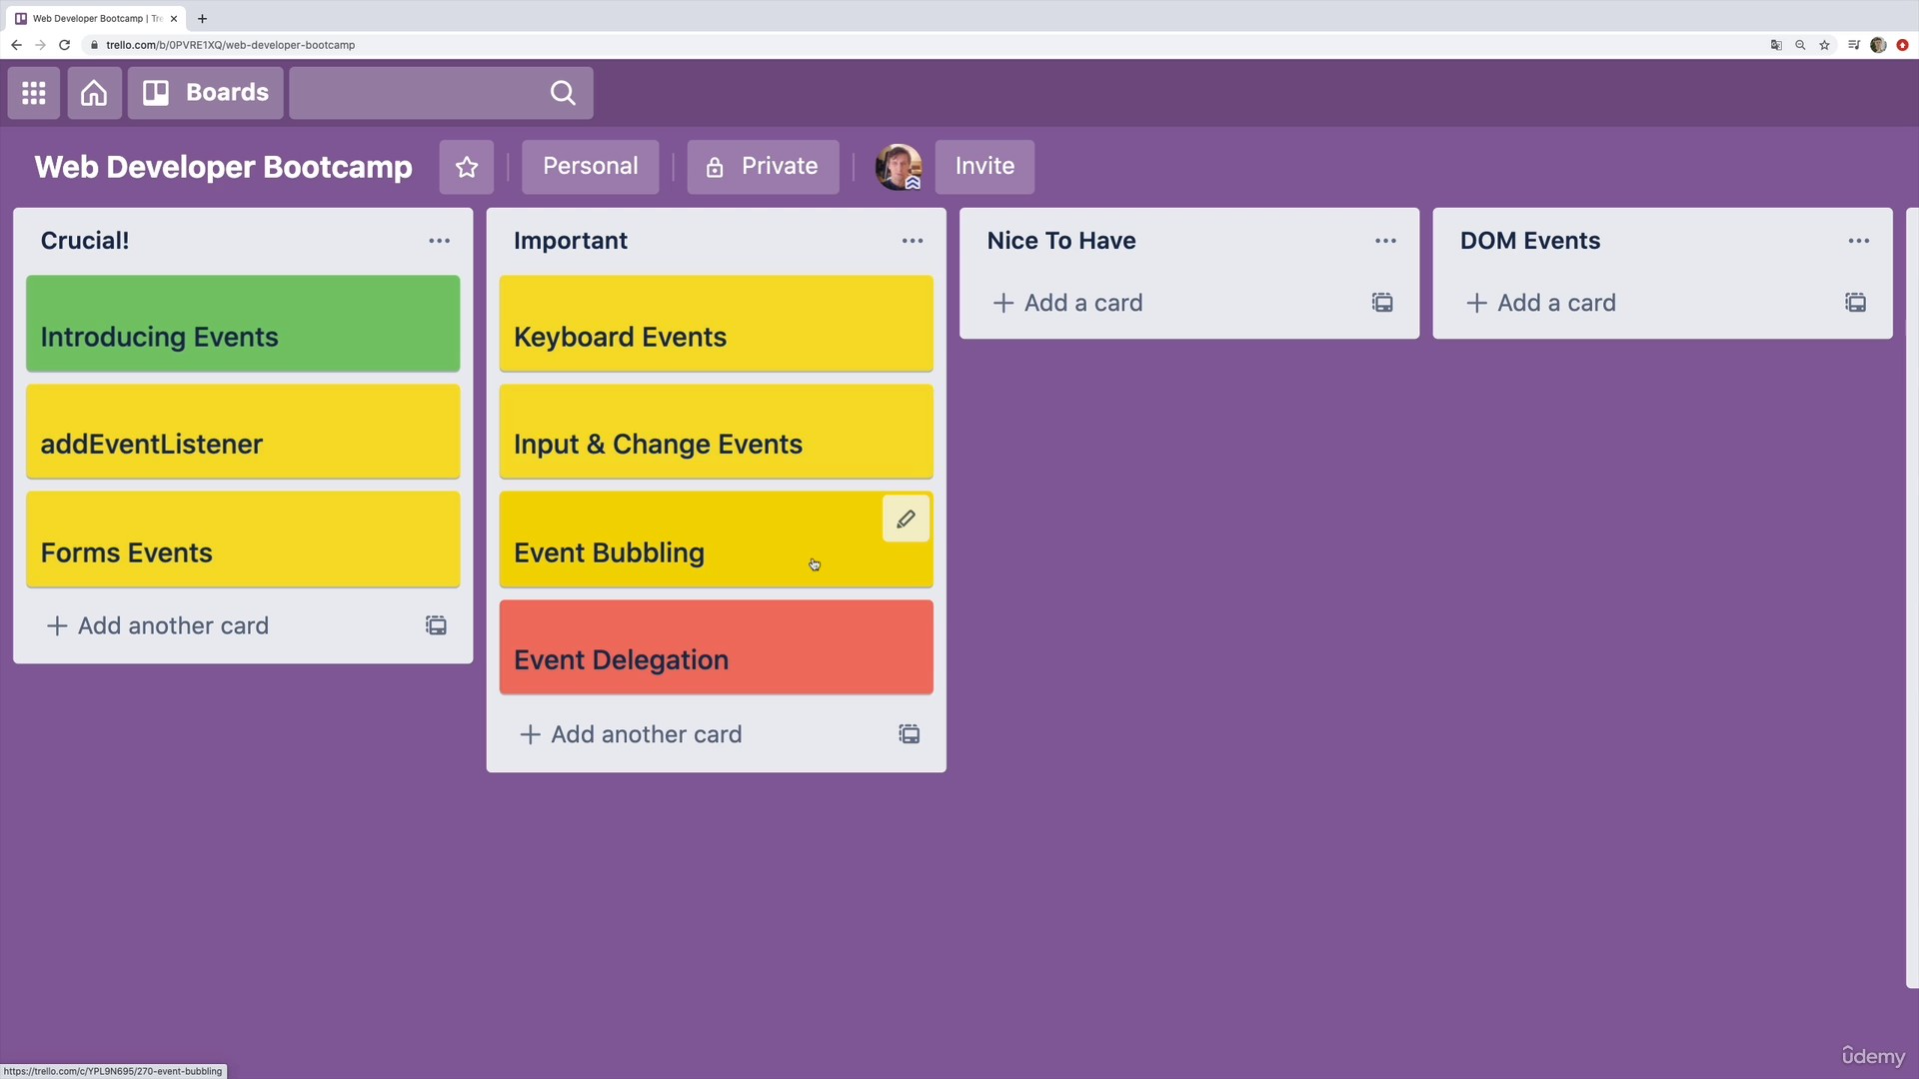 Web Developer Bootcamp | Tre
trello.com/b/0PVRE1XQ/web-developer-bootcamp
Boards
Web Developer Bootcamp
Personal
Private
Invite
Crucial!
Introducing Events
addEventListener
Forms Events
Add another card
Important
Keyboard Events
Input & Change Events
Event Bubbling
Event Delegation
Add another card
Nice To Have
Add a card
DOM Events
Add a card
https://trello.com/c/YPL9N695/270-event-bubbling
udemy